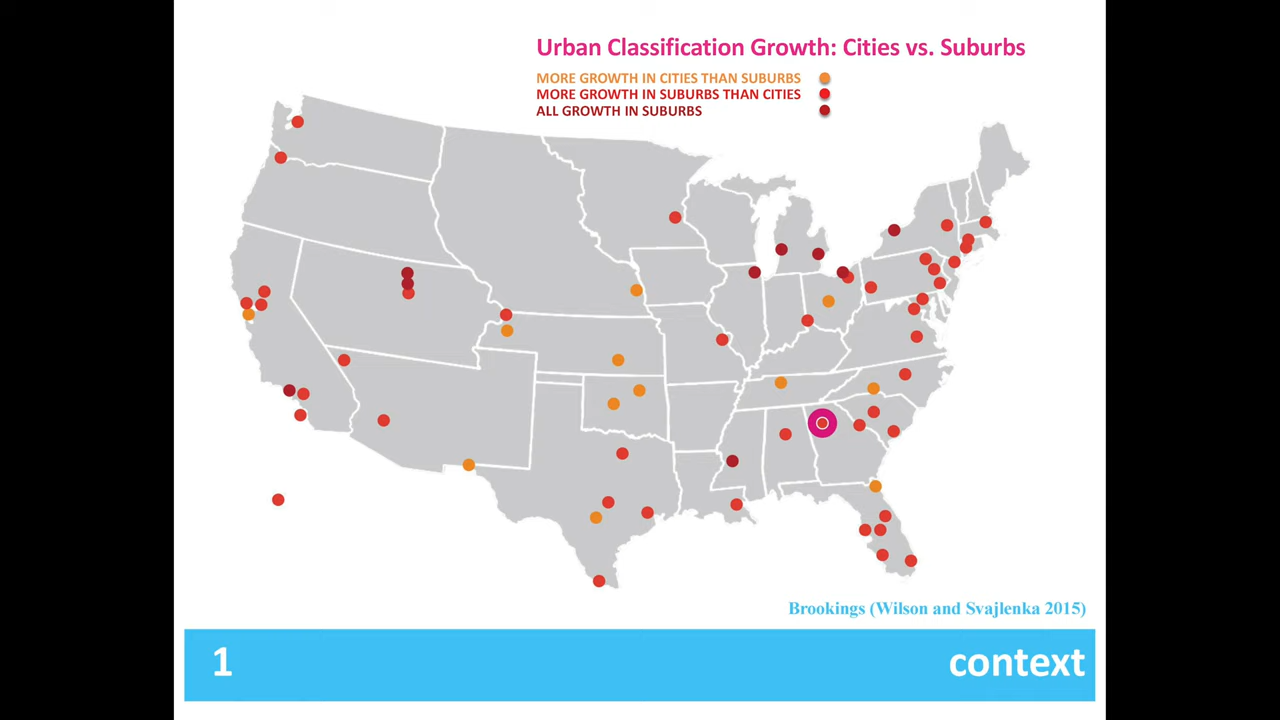 Urban Classification Growth: Cities vs. Suburbs
MORE GROWTH IN CITIES THAN SUBURBS
MORE GROWTH IN SUBURBS THAN CITIES
ALL GROWTH IN SUBURBS
Brookings (Wilson and Svajlenka 2015)
1 context